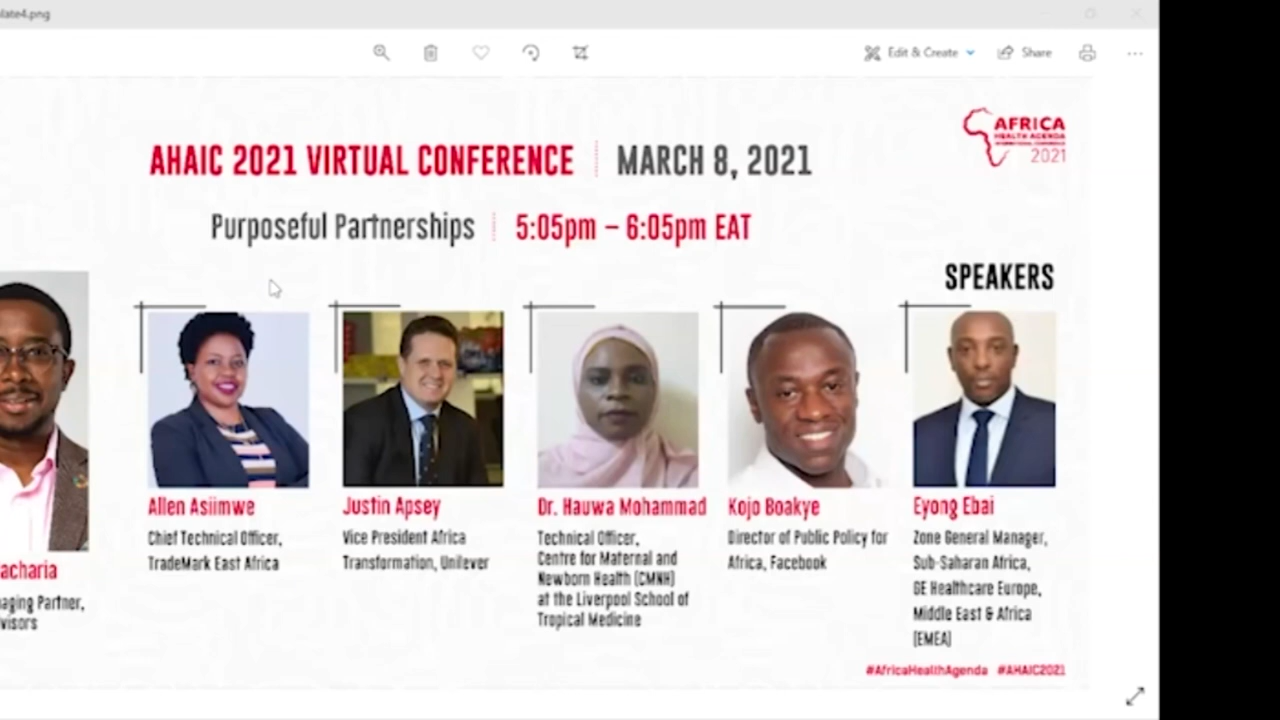 late4.png
Edit & Create
Share
AFRICA
HEALTH AGENDA
INTERNATIONAL CONFERENCE
2021
AHAIC 2021 VIRTUAL CONFERENCE MARCH 8, 2021
Purposeful Partnerships 5:05pm – 6:05pm EAT
SPEAKERS
acharia
aging Partner,
visors
Allen Asiimwe
Chief Technical Officer,
TradeMark East Africa
Justin Apsey
Vice President Africa
Transformation, Unilever
Dr. Hauwa Mohammad
Technical Officer,
Centre for Maternal and
Newborn Health (CMNH)
at the Liverpool School of
Tropical Medicine
Kojo Boakye
Director of Public Policy for
Africa, Facebook
Eyong Ebai
Zone General Manager,
Sub-Saharan Africa,
GE Healthcare Europe,
Middle East & Africa
(EMEA)
#AfricaHealthAgenda #AHAIC2021